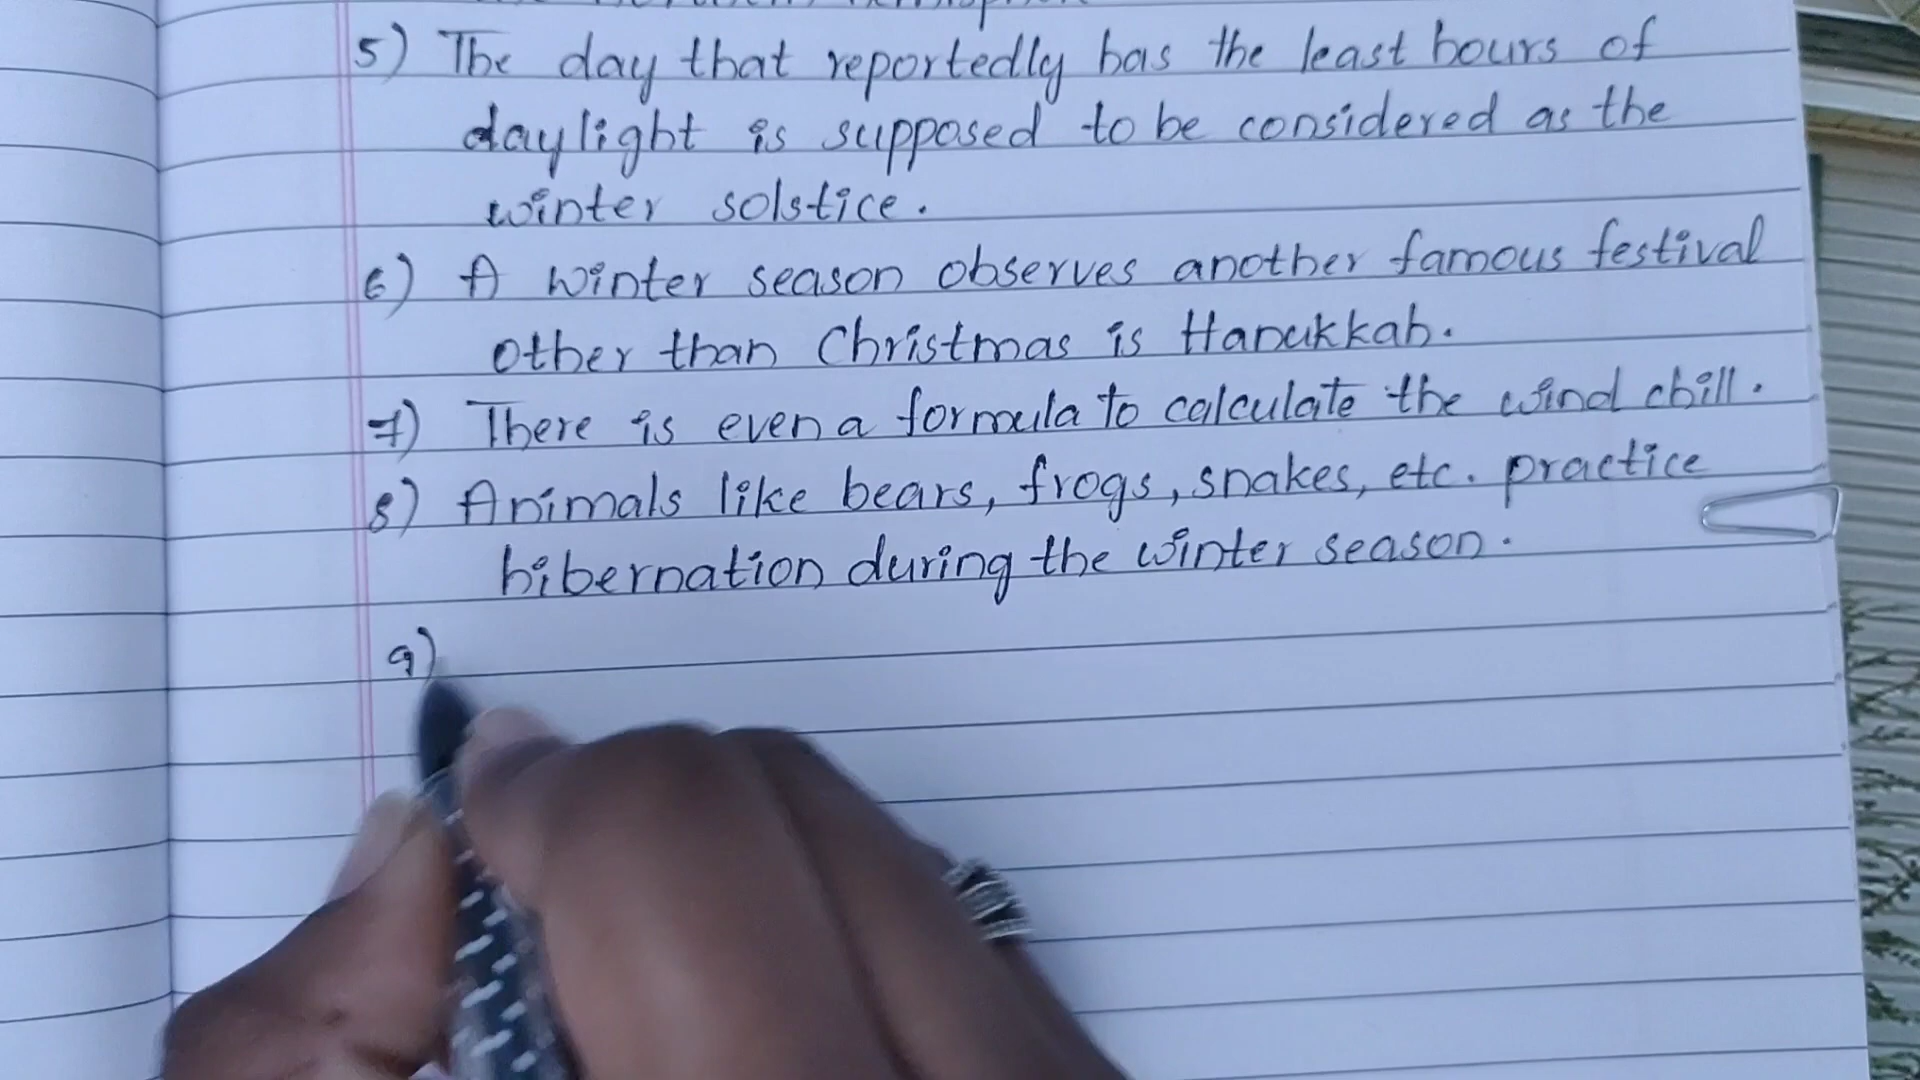 5) The day that reportedly has the least hours of
daylight is supposed to be considered as the
winter solstice.
6) A winter season observes another famous festival
other than Christmas is Hanukkah.
7) There is even a formula to calculate the wind chill.
8) Animals like bears, frogs, snakes, etc. practice
hibernation during the winter season.
9)